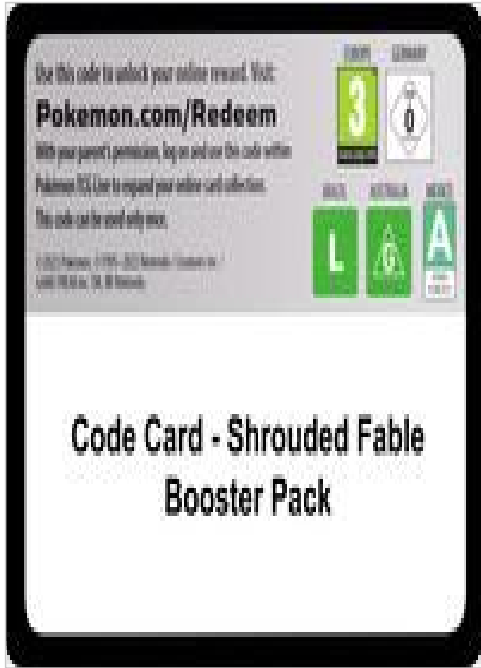 Use this code to unlock your online reward. Visit:
Pokemon.com/Redeem
With your parent's permission, log on and use this code within
Pokémon TCG Live to expand your online card collection.
This code can be used only once.
EUROPE GERMANY
3
0
BRAZIL AUSTRALIA MEXICO
L
G
A
Code Card - Shrouded Fable
Booster Pack